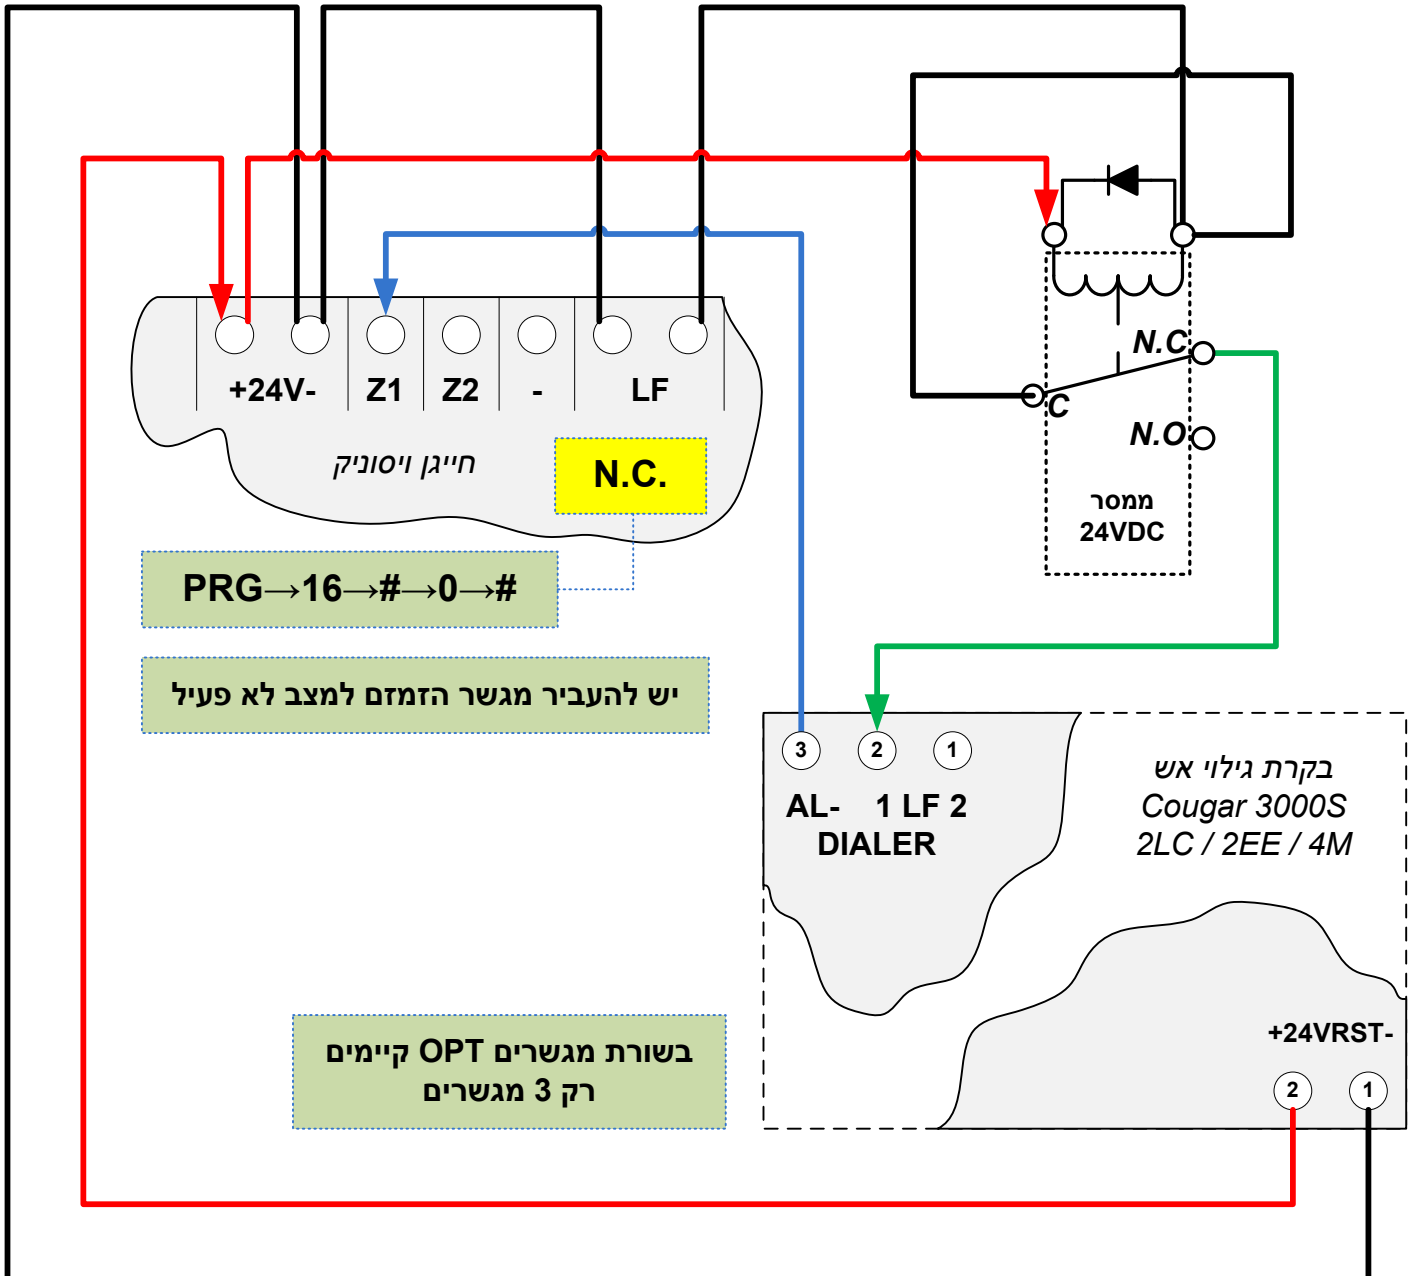 N.C
C
N.O
ממסר
24VDC
+24V-
Z1
Z2
-
LF
חייגן ויסוניק
N.C.
PRG→16→#→0→#
יש להעביר מגשר הזמזם למצב לא פעיל
3
2
1
AL-
1 LF 2
DIALER
בקרת גילוי אש
Cougar 3000S
2LC / 2EE / 4M
בשורת מגשרים OPT קיימים
רק 3 מגשרים
+24VRST-
2
1